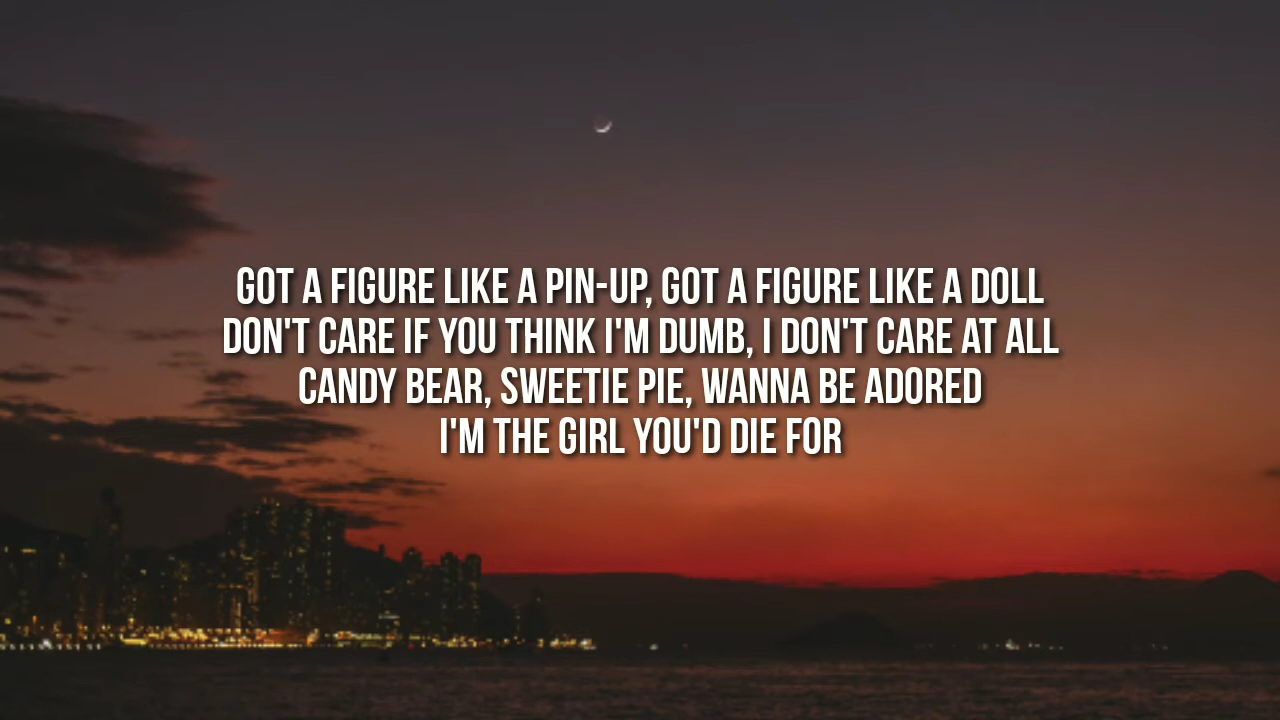 GOT A FIGURE LIKE A PIN-UP, GOT A FIGURE LIKE A DOLL
DON'T CARE IF YOU THINK I'M DUMB, I DON'T CARE AT ALL
CANDY BEAR, SWEETIE PIE, WANNA BE ADORED
I'M THE GIRL YOU'D DIE FOR